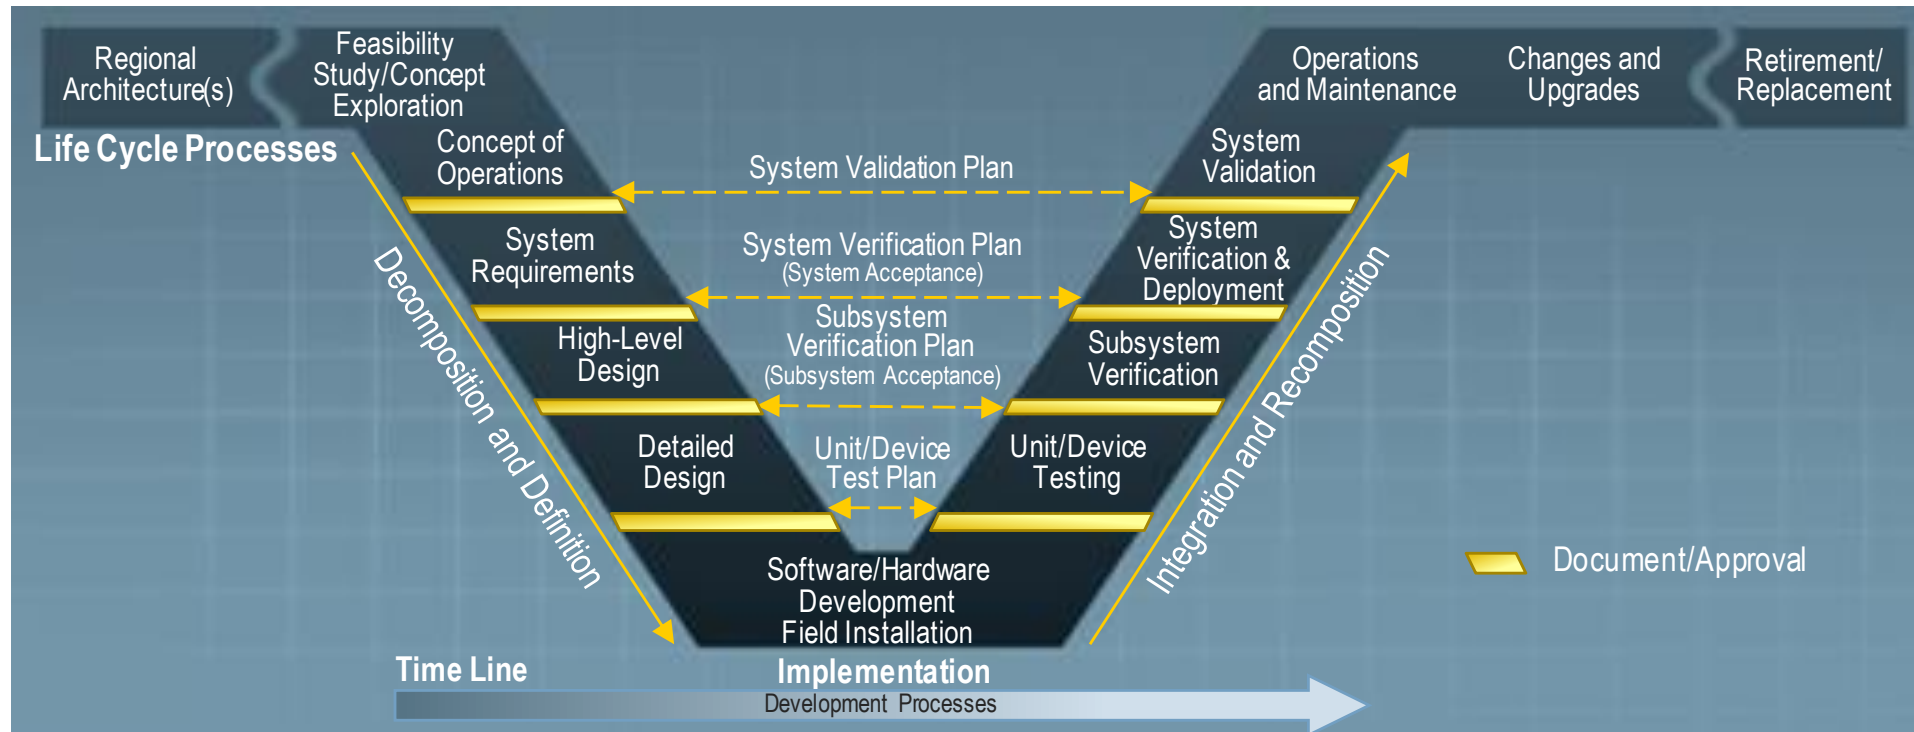 Regional
Architecture(s)
Feasibility
Study/Concept
Exploration
Operations
and Maintenance
Changes and
Upgrades
Retirement/
Replacement
Life Cycle Processes
Concept of
Operations
System Validation Plan
System
Validation
System
Requirements
System Verification Plan
(System Acceptance)
System
Verification &
Deployment
High-Level
Design
Subsystem
Verification Plan
(Subsystem Acceptance)
Subsystem
Verification
Detailed
Design
Unit/Device
Test Plan
Unit/Device
Testing
Decomposition and Definition
Integration and Recomposition
Software/Hardware
Development
Field Installation
Document/Approval
Time Line
Implementation
Development Processes